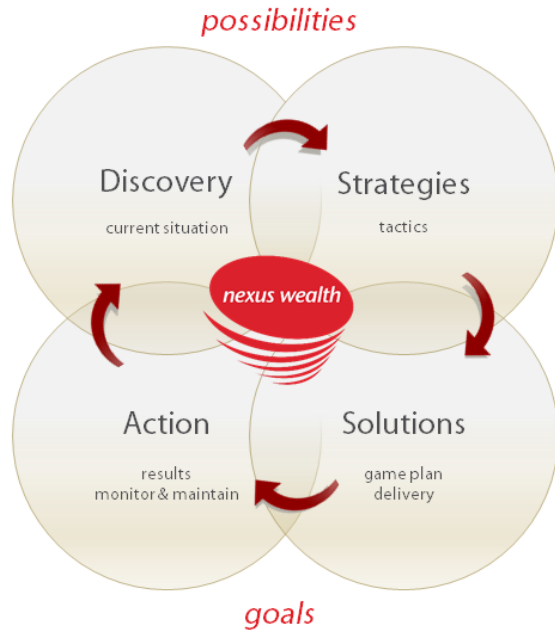 possibilities
Discovery
current situation
Strategies
tactics
nexus wealth
Action
results
monitor & maintain
Solutions
game plan
delivery
goals